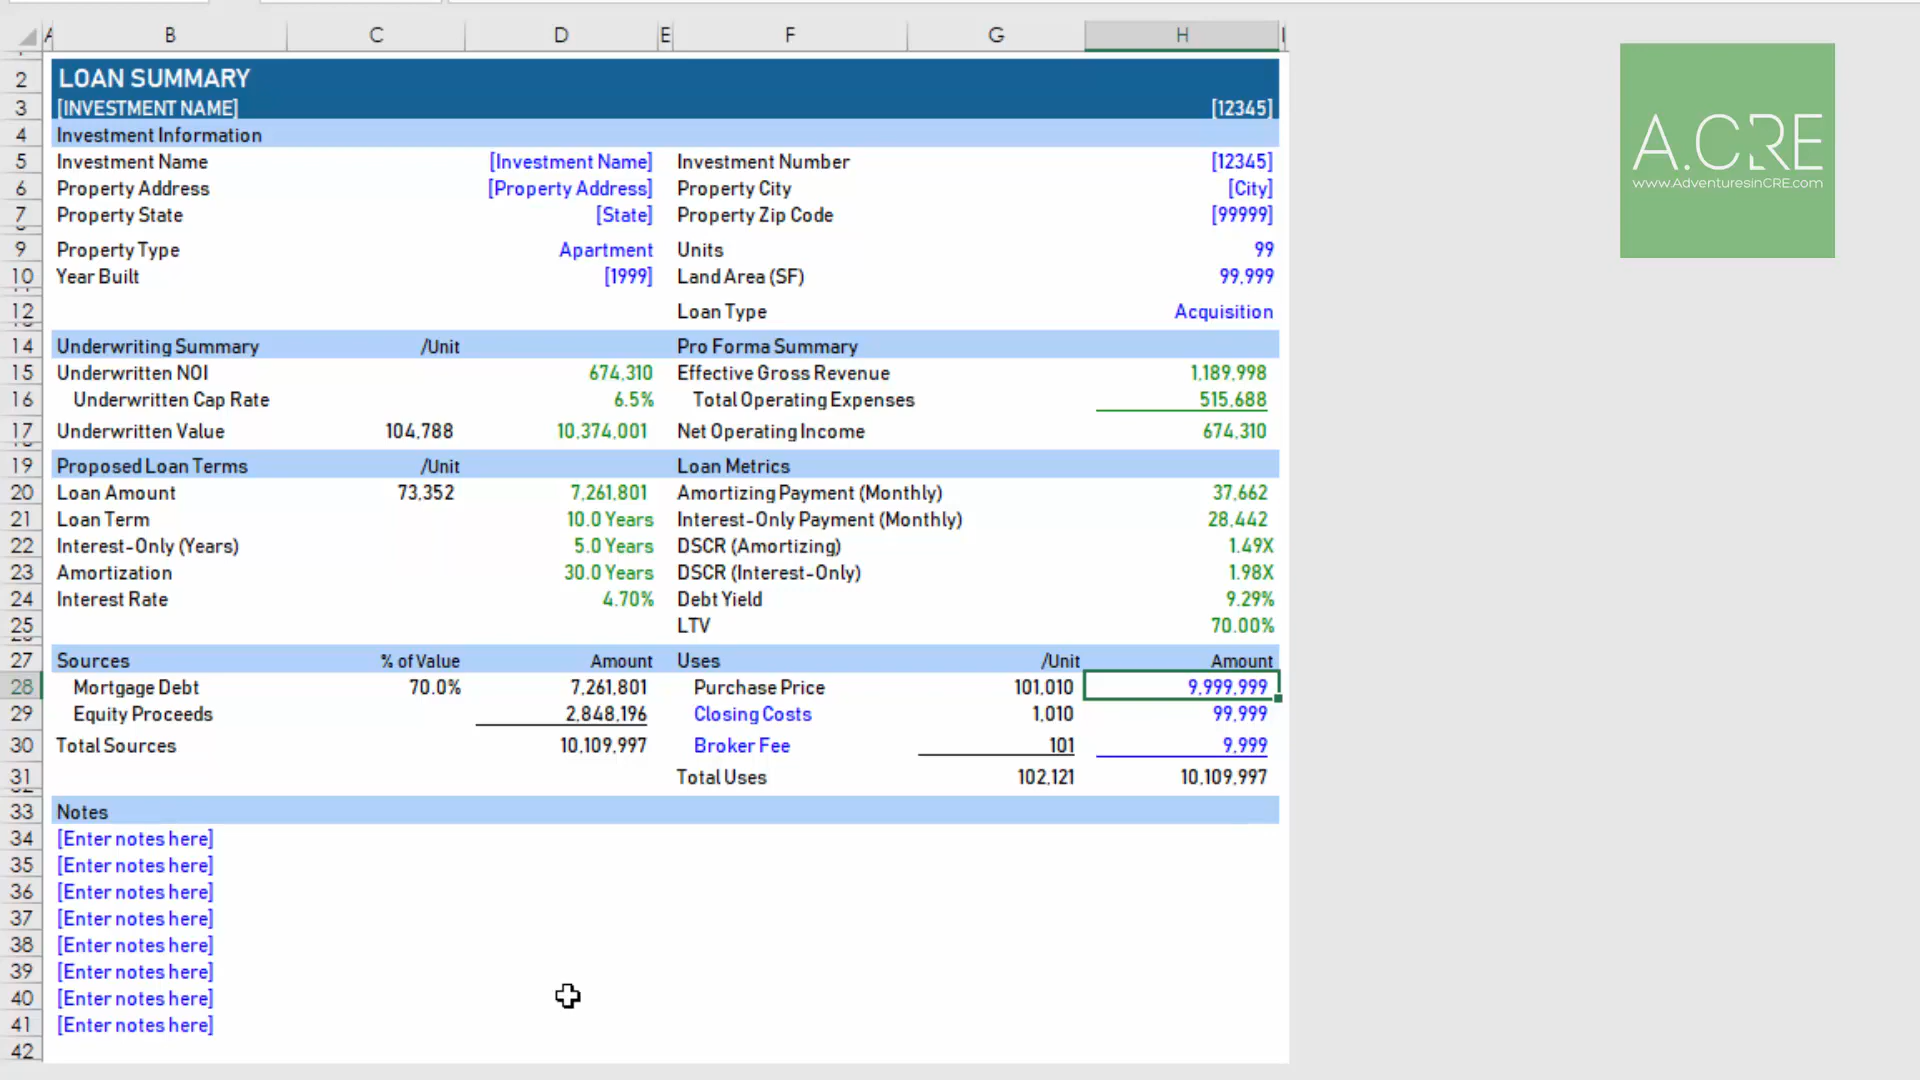 A B C D E F G H I
2 LOAN SUMMARY
3 [INVESTMENT NAME] [12345]
4 Investment Information
5 Investment Name [Investment Name] Investment Number [12345]
6 Property Address [Property Address] Property City [City]
7 Property State [State] Property Zip Code [99999]
9 Property Type Apartment Units 99
10 Year Built [1999] Land Area (SF) 99,999
12 Loan Type Acquisition
14 Underwriting Summary /Unit Pro Forma Summary
15 Underwritten NOI 674,310 Effective Gross Revenue 1,189,998
16 Underwritten Cap Rate 6.5% Total Operating Expenses 515,688
17 Underwritten Value 104,788 10,374,001 Net Operating Income 674,310
19 Proposed Loan Terms /Unit Loan Metrics
20 Loan Amount 73,352 7,261,801 Amortizing Payment (Monthly) 37,662
21 Loan Term 10.0 Years Interest-Only Payment (Monthly) 28,442
22 Interest-Only (Years) 5.0 Years DSCR (Amortizing) 1.49X
23 Amortization 30.0 Years DSCR (Interest-Only) 1.98X
24 Interest Rate 4.70% Debt Yield 9.29%
25 LTV 70.00%
27 Sources % of Value Amount Uses /Unit Amount
28 Mortgage Debt 70.0% 7,261,801 Purchase Price 101,010 9,999,999
29 Equity Proceeds 2,848,196 Closing Costs 1,010 99,999
30 Total Sources 10,109,997 Broker Fee 101 9,999
31 Total Uses 102,121 10,109,997
33 Notes
34 [Enter notes here]
35 [Enter notes here]
36 [Enter notes here]
37 [Enter notes here]
38 [Enter notes here]
39 [Enter notes here]
40 [Enter notes here]
41 [Enter notes here]
42
A.CRE
www.AdventuresinCRE.com